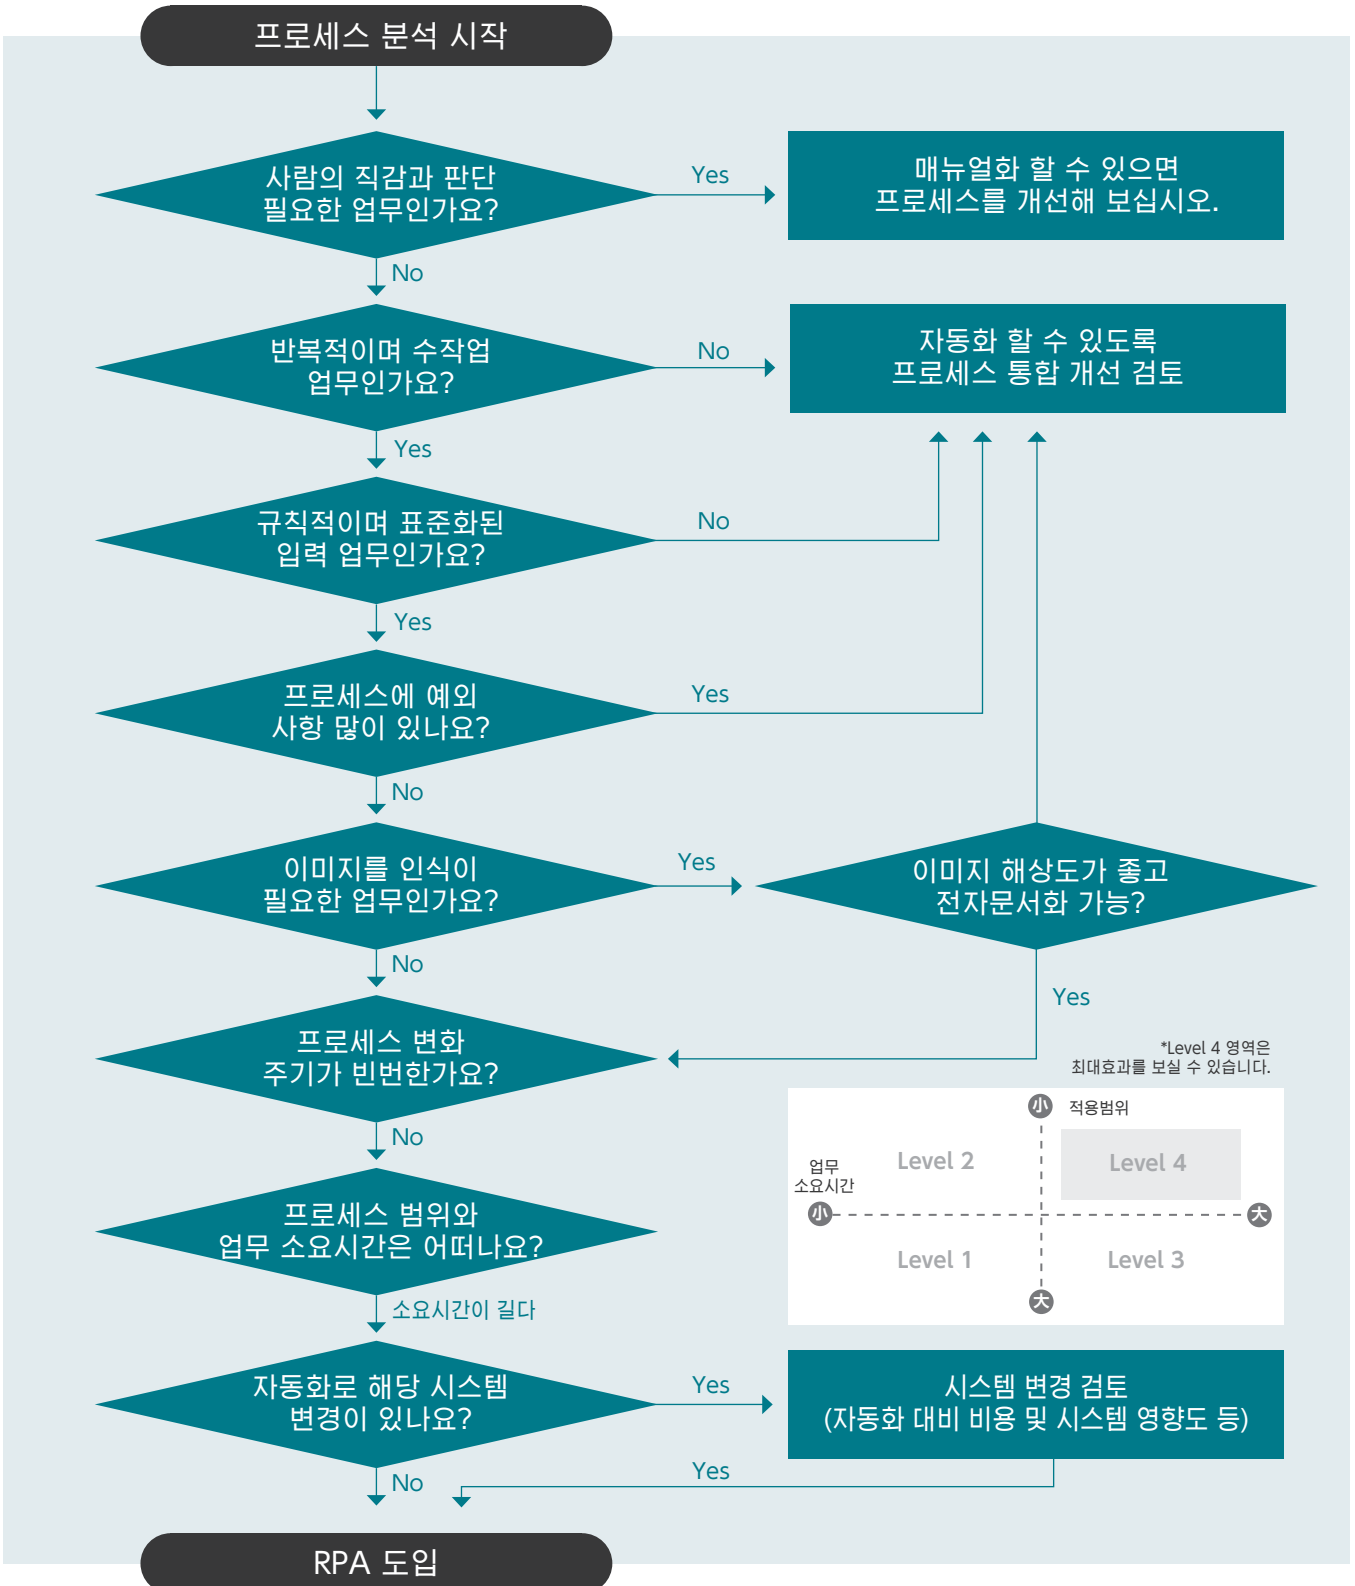 프로세스 분석 시작
사람의 직감과 판단
필요한 업무인가요?
Yes
매뉴얼화 할 수 있으면
프로세스를 개선해 보십시오.
No
반복적이며 수작업
업무인가요?
No
자동화 할 수 있도록
프로세스 통합 개선 검토
Yes
규칙적이며 표준화된
입력 업무인가요?
No
Yes
프로세스에 예외
사항 많이 있나요?
Yes
No
이미지를 인식이
필요한 업무인가요?
Yes
이미지 해상도가 좋고
전자문서화 가능?
No
Yes
프로세스 변화
주기가 빈번한가요?
*Level 4 영역은
최대효과를 보실 수 있습니다.
No
小 적용범위
Level 2
Level 4
업무
소요시간
小
大
Level 1
Level 3
大
프로세스 범위와
업무 소요시간은 어떠나요?
소요시간이 길다
자동화로 해당 시스템
변경이 있나요?
Yes
시스템 변경 검토
(자동화 대비 비용 및 시스템 영향도 등)
No
Yes
RPA 도입